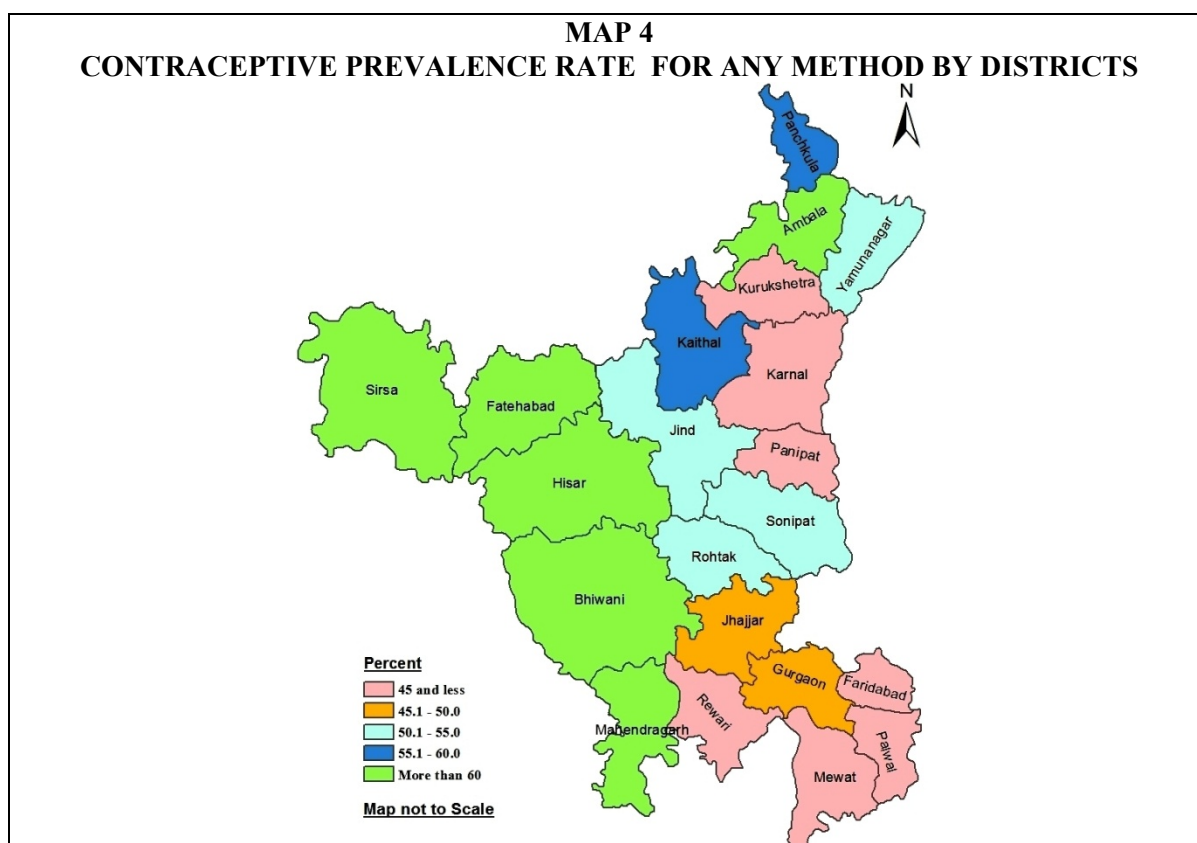 MAP 4
CONTRACEPTIVE PREVALENCE RATE FOR ANY METHOD BY DISTRICTS
N
Panchkula
Ambala
Yamunanagar
Kurukshetra
Kaithal
Karnal
Sirsa
Fatehabad
Jind
Panipat
Hisar
Sonipat
Rohtak
Bhiwani
Jhajjar
Gurgaon
Faridabad
Rewari
Mahendragarh
Palwal
Mewat
Percent
45 and less
45.1 - 50.0
50.1 - 55.0
55.1 - 60.0
More than 60
Map not to Scale